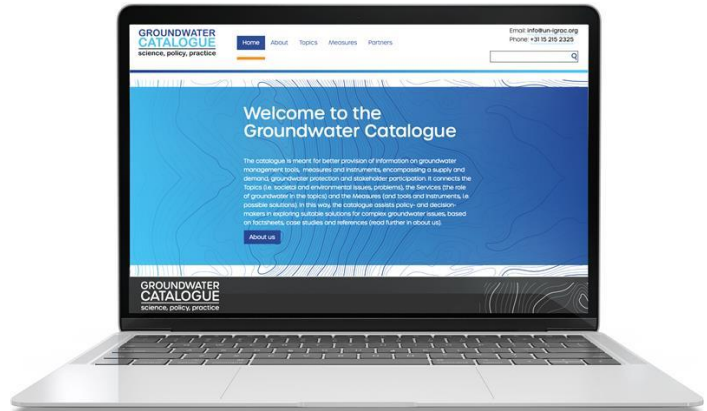 GROUNDWATER
CATALOGUE
science, policy, practice
Home About Topics Measures Partners
Email: info@un-igrac.org
Phone: +31 15 215 2325
Welcome to the
Groundwater Catalogue
The catalogue is meant for better provision of information on groundwater
management tools, measures and instruments, encompassing a supply and
demand, groundwater protection and stakeholder participation. It connects the
Topics (i.e. societal and environmental issues, problems), the Services (the role
of groundwater in the topics) and the Measures (and tools and instruments, i.e.
possible solutions). In this way, the catalogue assists policy- and decision-
makers in exploring suitable solutions for complex groundwater issues, based
on factsheets, case studies and references (read further in about us).
About us
GROUNDWATER
CATALOGUE
science, policy, practice